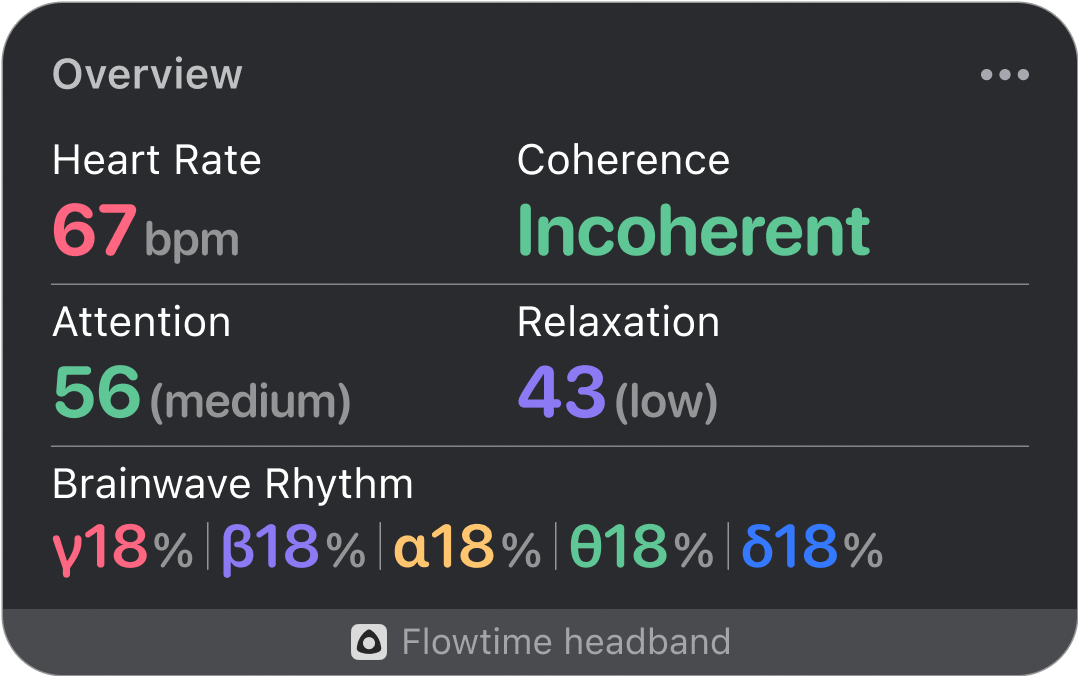 Overview
Heart Rate
Coherence
67 bpm
Incoherent
Attention
Relaxation
56 (medium)
43 (low)
Brainwave Rhythm
γ18% β18% α18% θ18% δ18%
Flowtime headband